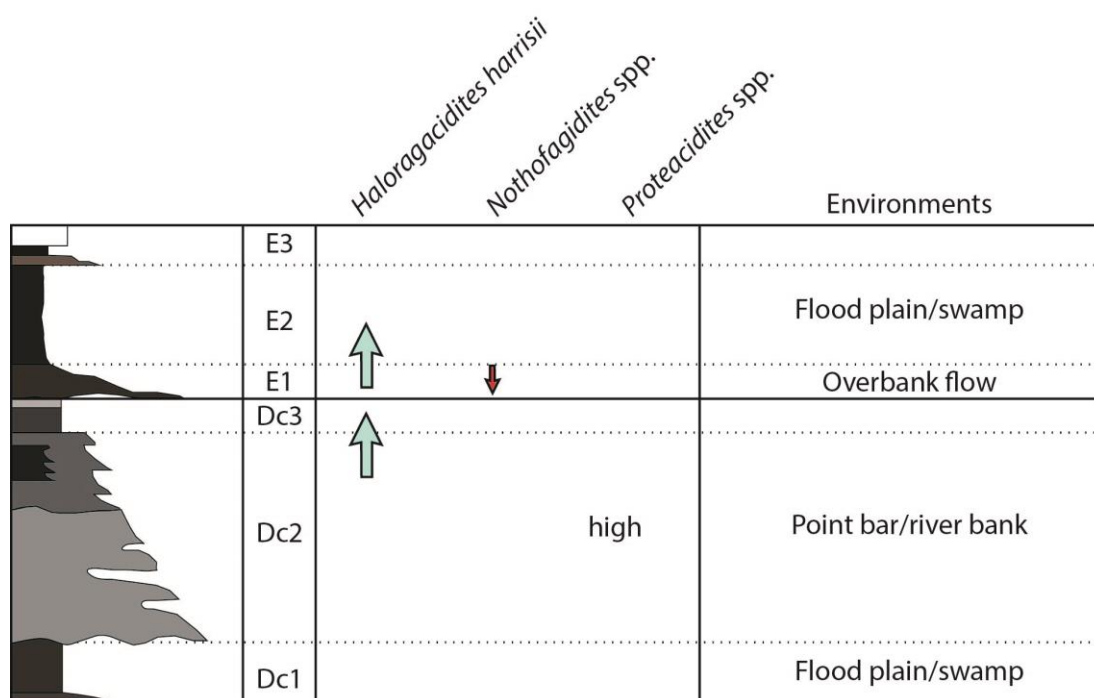 Haloragacidites harrisii
Nothofagidites spp.
Proteacidites spp.
Environments
E3
E2
Flood plain/swamp
E1
Overbank flow
Dc3
Dc2
high
Point bar/river bank
Dc1
Flood plain/swamp